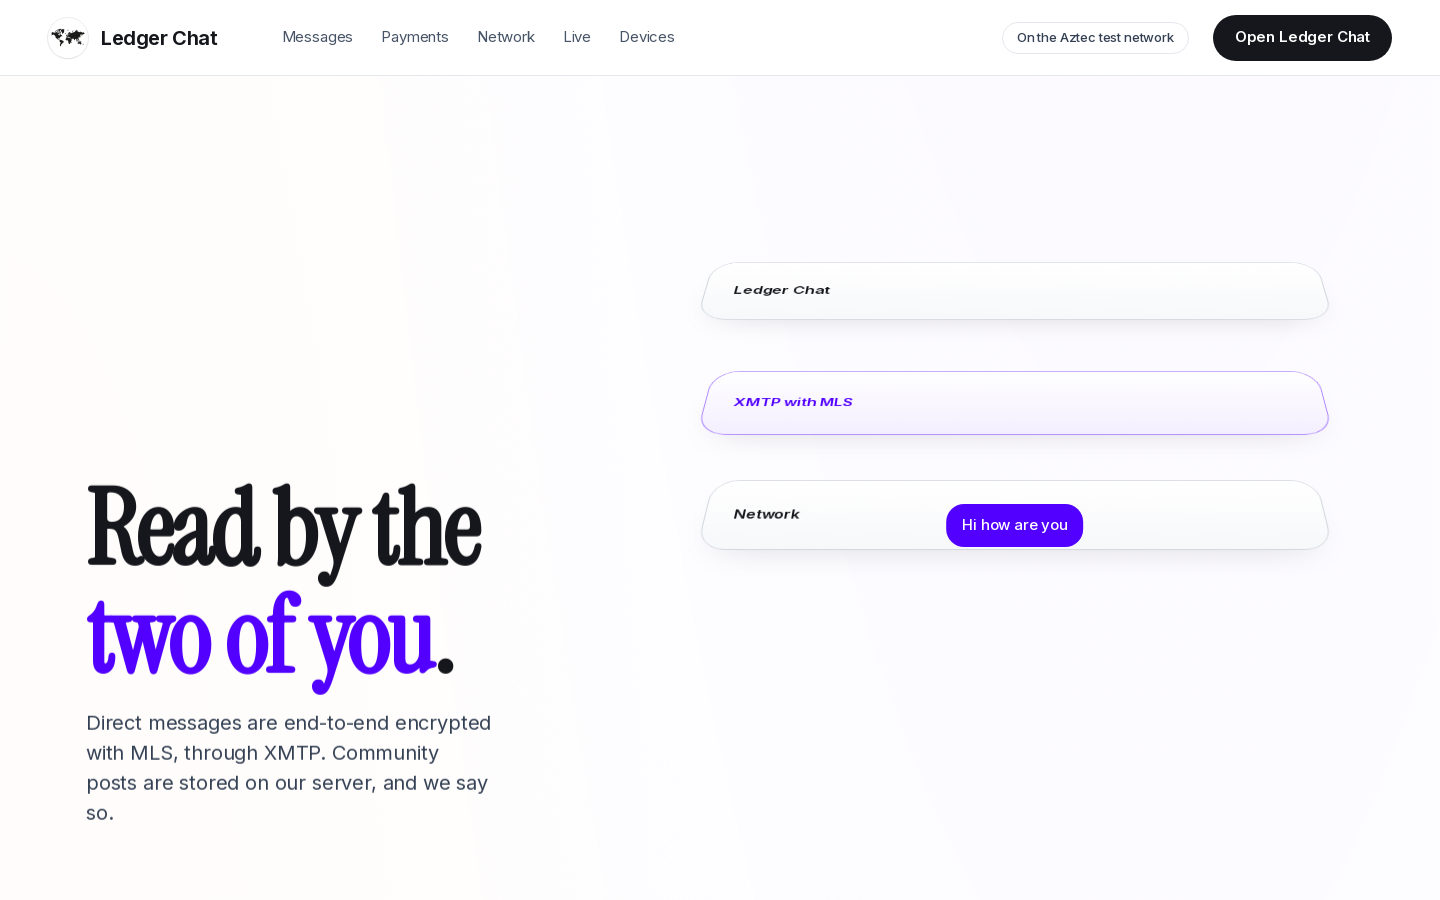 Ledger Chat
Messages
Payments
Network
Live
Devices
On the Aztec test network
Open Ledger Chat
Ledger Chat
XMTP with MLS
Network
Hi how are you
Read by the
two of you.
Direct messages are end-to-end encrypted
with MLS, through XMTP. Community
posts are stored on our server, and we say
so.